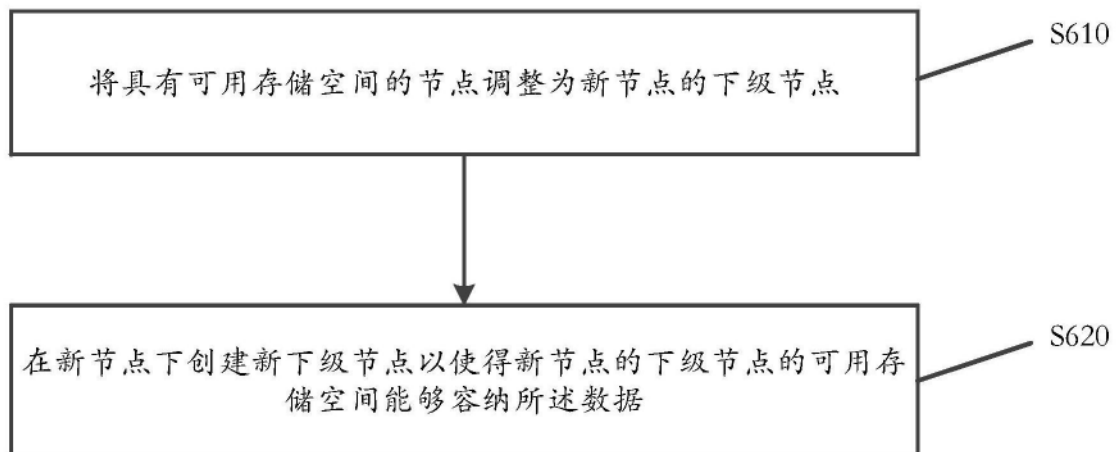 S610
将具有可用存储空间的节点调整为新节点的下级节点
S620
在新节点下创建新下级节点以使得新节点的下级节点的可用存
储空间能够容纳所述数据